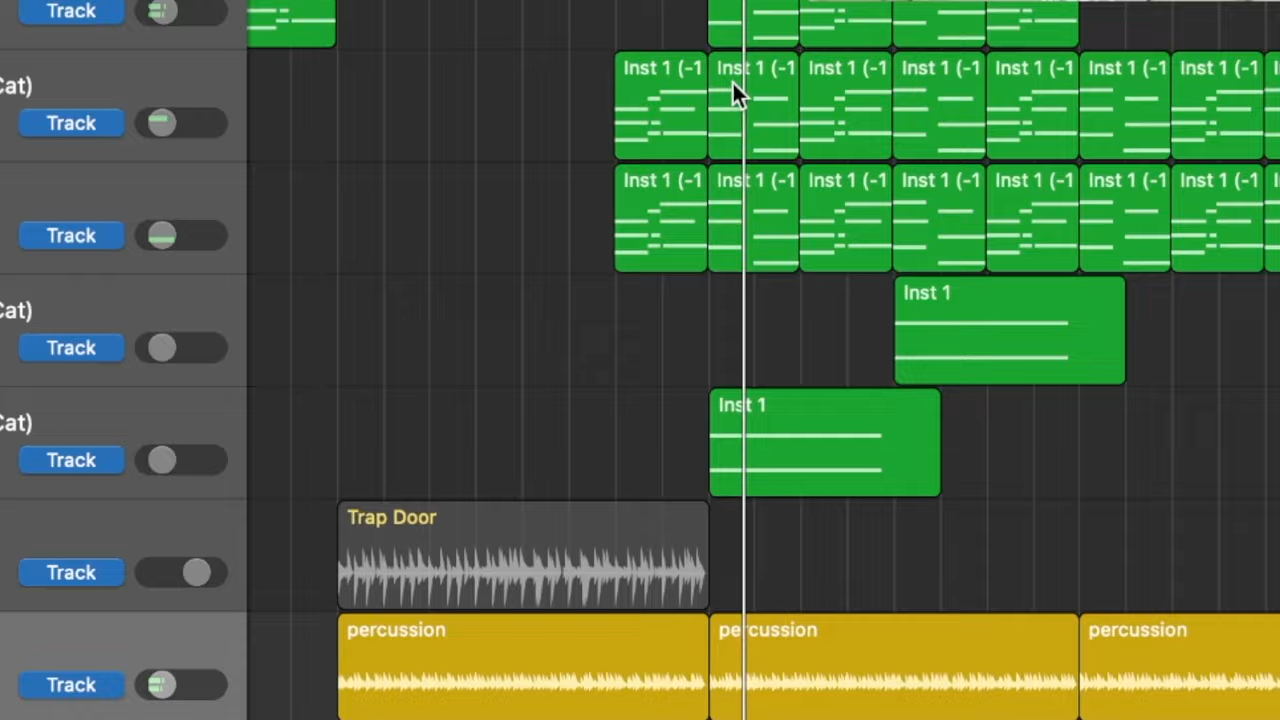 Track
Cat)
Track
Inst 1 (-1 Inst 1 (-1 Inst 1 (-1 Inst 1 (-1 Inst 1 (-1 Inst 1 (-1 Inst 1 (-1
Track
Inst 1 (-1 Inst 1 (-1 Inst 1 (-1 Inst 1 (-1 Inst 1 (-1 Inst 1 (-1 Inst 1 (-1
Cat)
Track
Inst 1
Cat)
Track
Inst 1
Track
Trap Door
Track
percussion percussion percussion